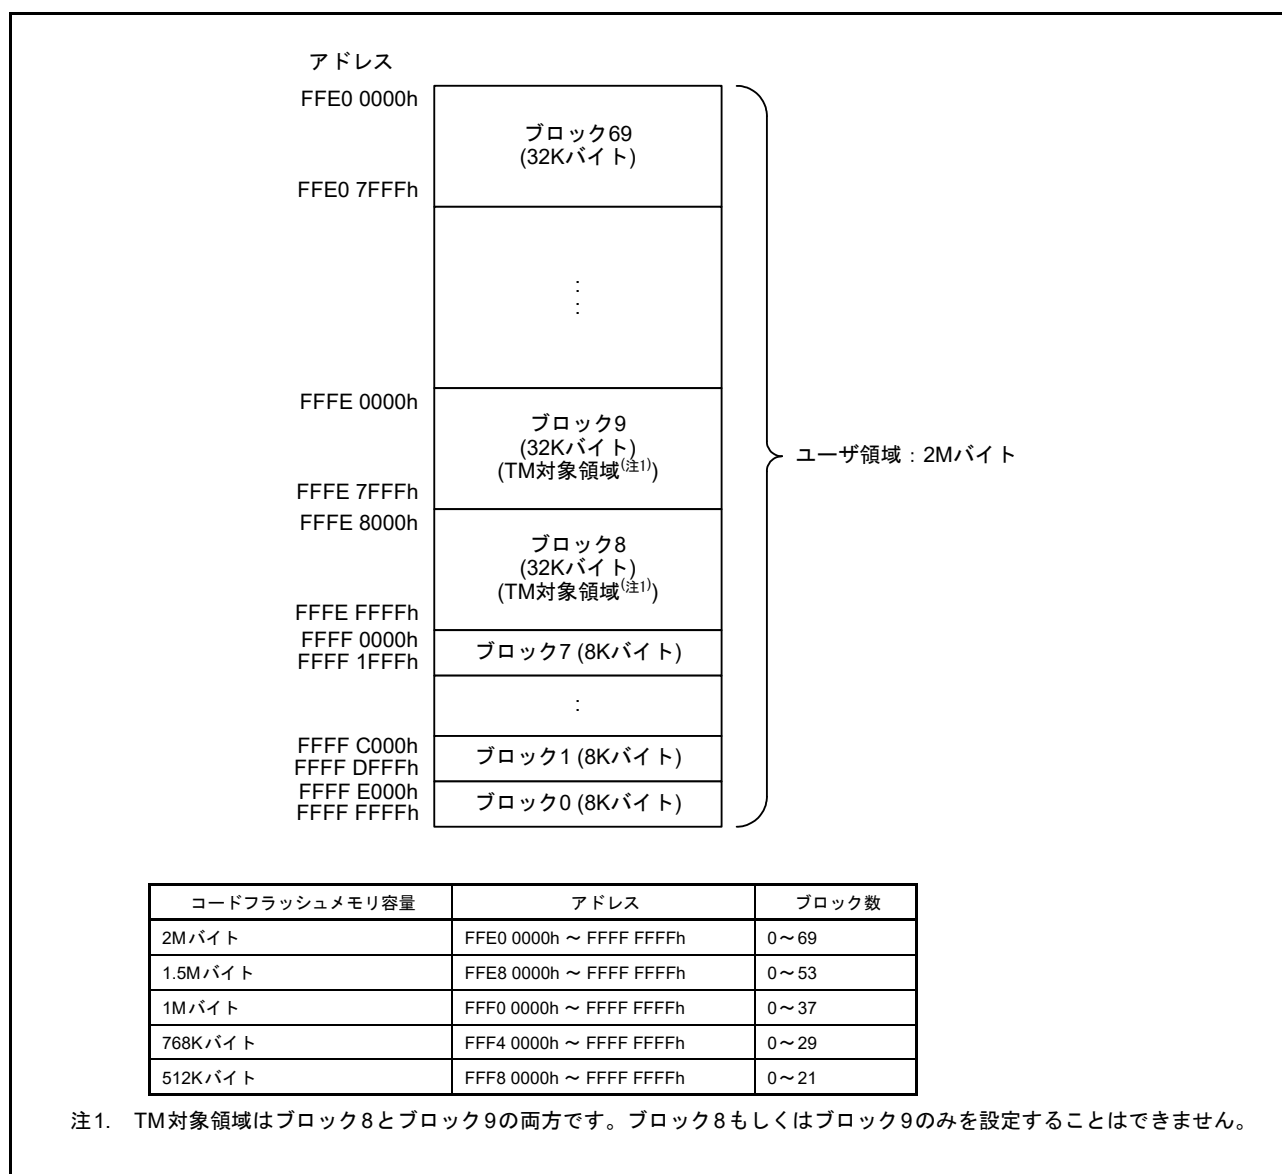 アドレス
FFE0 0000h
ブロック69
(32Kバイト)
FFE0 7FFFh
:
:
FFFE 0000h
ブロック9
(32Kバイト)
(TM対象領域(注1))
FFFE 7FFFh
ユーザ領域：2Mバイト
FFFE 8000h
ブロック8
(32Kバイト)
(TM対象領域(注1))
FFFE FFFFh
FFFF 0000h
FFFF 1FFFh
ブロック7 (8Kバイト)
:
FFFF C000h
FFFF DFFFh
ブロック1 (8Kバイト)
FFFF E000h
FFFF FFFFh
ブロック0 (8Kバイト)
コードフラッシュメモリ容量 アドレス ブロック数
2Mバイト FFE0 0000h ～ FFFF FFFFh 0～69
1.5Mバイト FFE8 0000h ～ FFFF FFFFh 0～53
1Mバイト FFF0 0000h ～ FFFF FFFFh 0～37
768Kバイト FFF4 0000h ～ FFFF FFFFh 0～29
512Kバイト FFF8 0000h ～ FFFF FFFFh 0～21
注1. TM対象領域はブロック8とブロック9の両方です。ブロック8もしくはブロック9のみを設定することはできません。